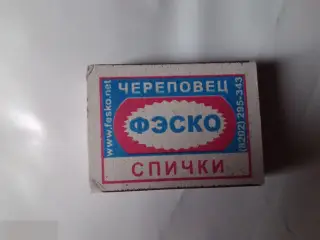 ЧЕРЕПОВЕЦ
www.fesko.net
ФЭСКО
(8202) 295-343
СПИЧКИ